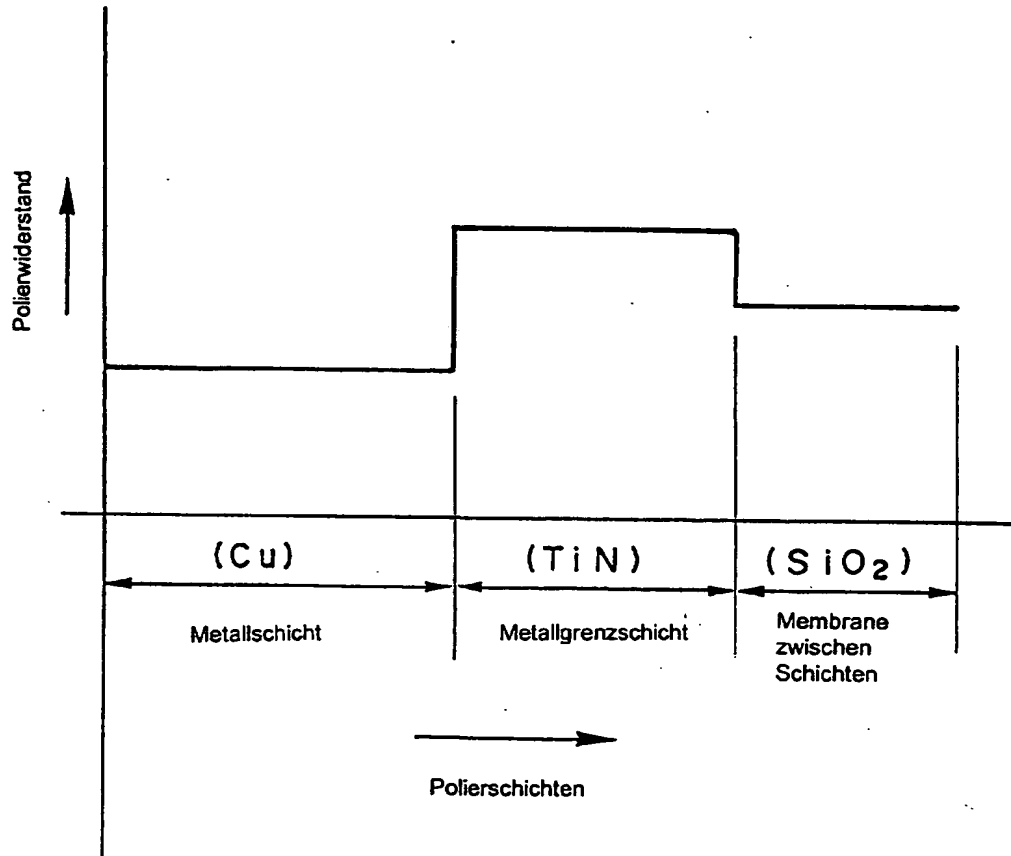 Polierwiderstand
(Cu)
(TiN)
(SiO₂)
Metallschicht
Metallgrenzschicht
Membrane
zwischen
Schichten
Polierschichten